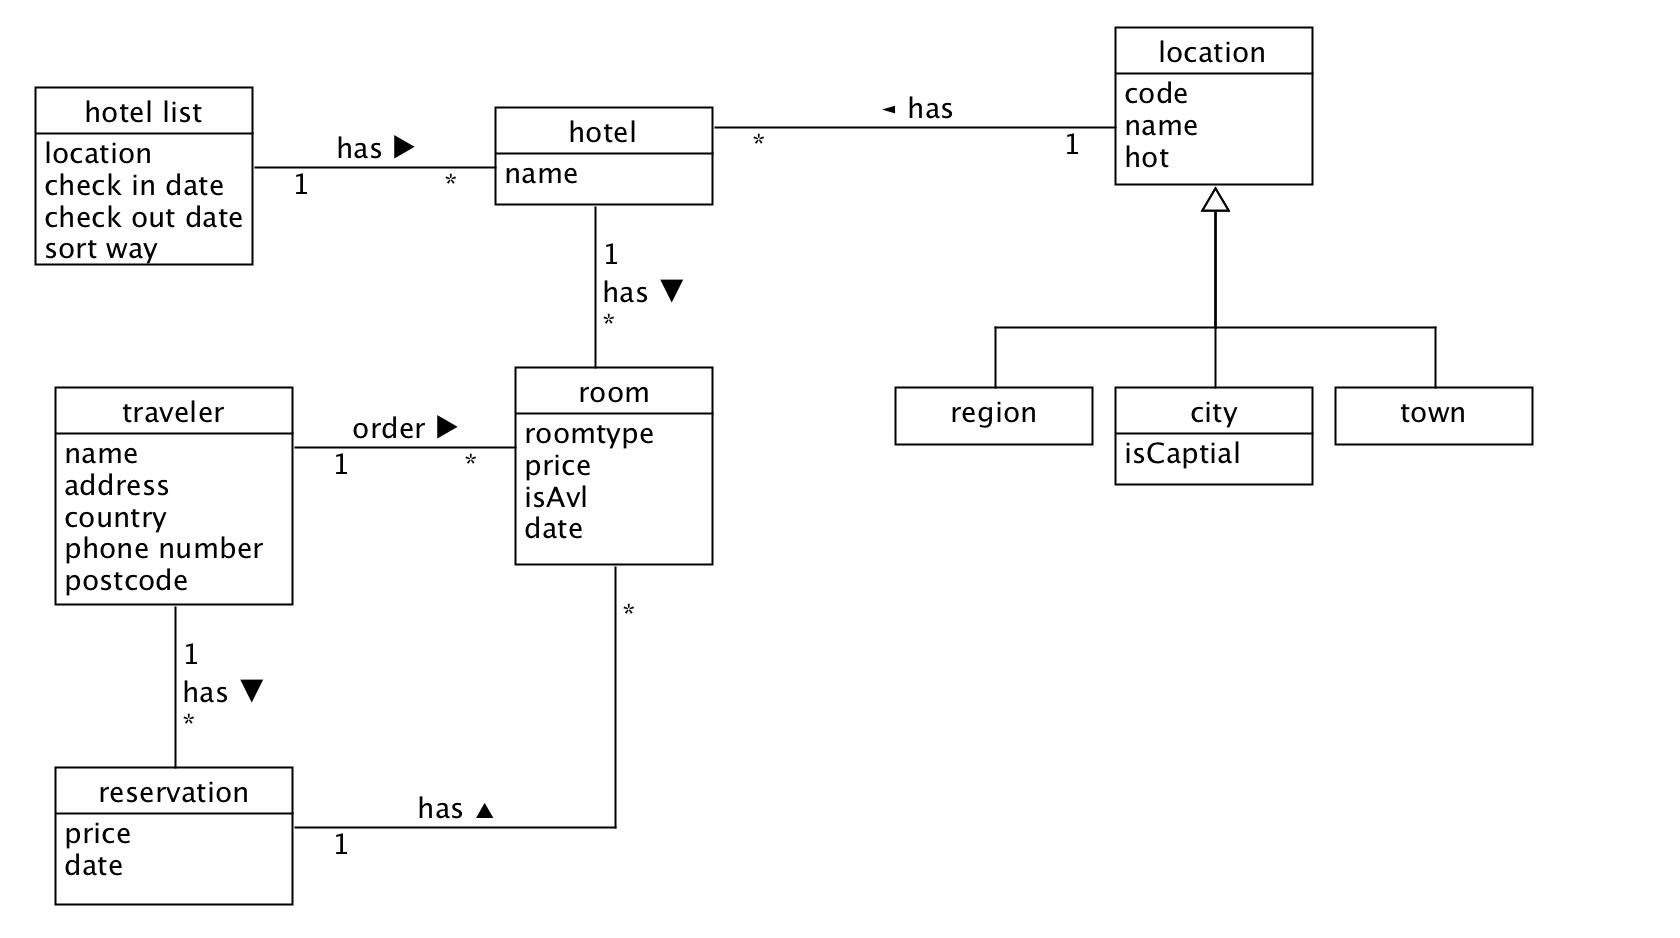 location
code
name
hot
hotel list
location
check in date
check out date
sort way
has ▶
1
*
hotel
name
◄ has
*
1
1
has ▼
*
region
city
isCaptial
town
traveler
name
address
country
phone number
postcode
order ▶
1
*
room
roomtype
price
isAvl
date
*
1
has ▼
*
reservation
price
date
has ▲
1